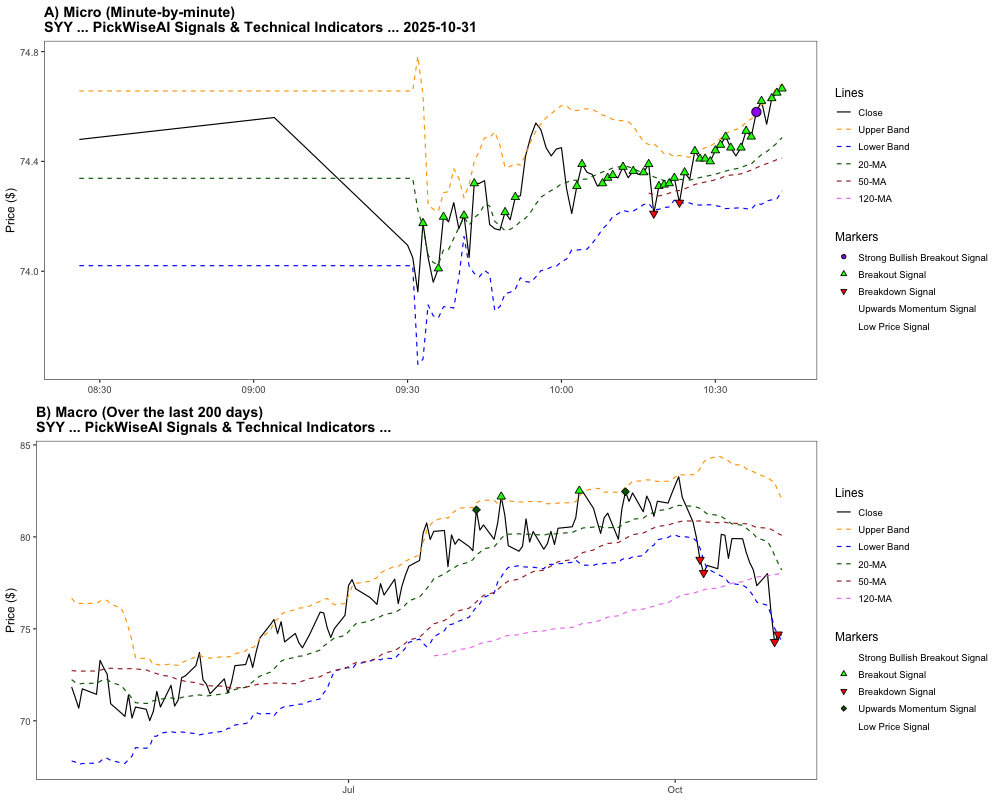 A) Micro (Minute-by-minute)
SYY ... PickWiseAI Signals & Technical Indicators ... 2025-10-31
74.8
74.4
74.0
Price ($)
08:30
09:00
09:30
10:00
10:30
Lines
Close
Upper Band
Lower Band
20-MA
50-MA
120-MA
Markers
Strong Bullish Breakout Signal
Breakout Signal
Breakdown Signal
Upwards Momentum Signal
Low Price Signal
B) Macro (Over the last 200 days)
SYY ... PickWiseAI Signals & Technical Indicators ...
85
80
75
70
Price ($)
Jul
Oct
Lines
Close
Upper Band
Lower Band
20-MA
50-MA
120-MA
Markers
Strong Bullish Breakout Signal
Breakout Signal
Breakdown Signal
Upwards Momentum Signal
Low Price Signal